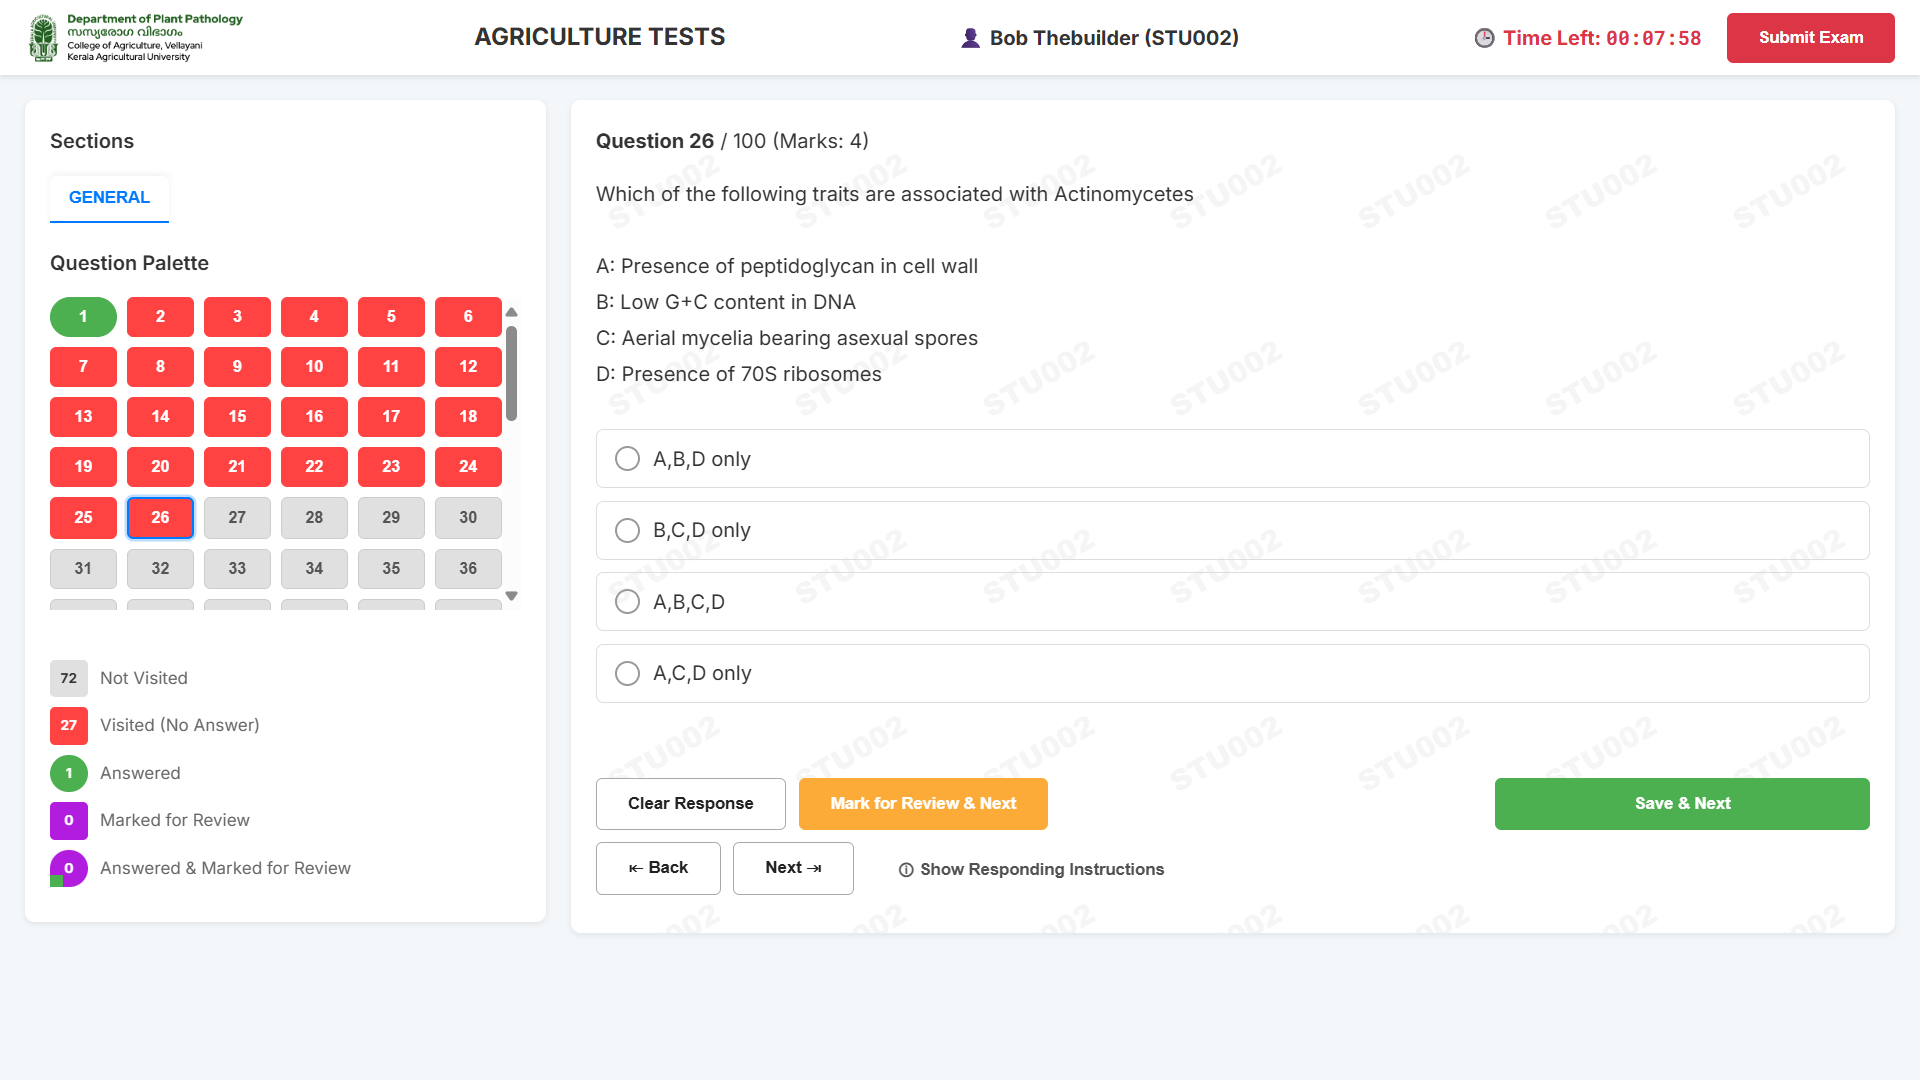 Department of Plant Pathology
സസ്യരോഗ വിഭാഗം
College of Agriculture, Vellayani
Kerala Agricultural University
AGRICULTURE TESTS
Bob Thebuilder (STU002)
Time Left: 00:07:58
Submit Exam
Sections
GENERAL
Question Palette
1 2 3 4 5 6
7 8 9 10 11 12
13 14 15 16 17 18
19 20 21 22 23 24
25 26 27 28 29 30
31 32 33 34 35 36
72 Not Visited
27 Visited (No Answer)
1 Answered
0 Marked for Review
0 Answered & Marked for Review
Question 26 / 100 (Marks: 4)
Which of the following traits are associated with Actinomycetes
A: Presence of peptidoglycan in cell wall
B: Low G+C content in DNA
C: Aerial mycelia bearing asexual spores
D: Presence of 70S ribosomes
A,B,D only
B,C,D only
A,B,C,D
A,C,D only
Clear Response
Mark for Review & Next
Save & Next
⇤ Back
Next ⇥
Show Responding Instructions
STU002